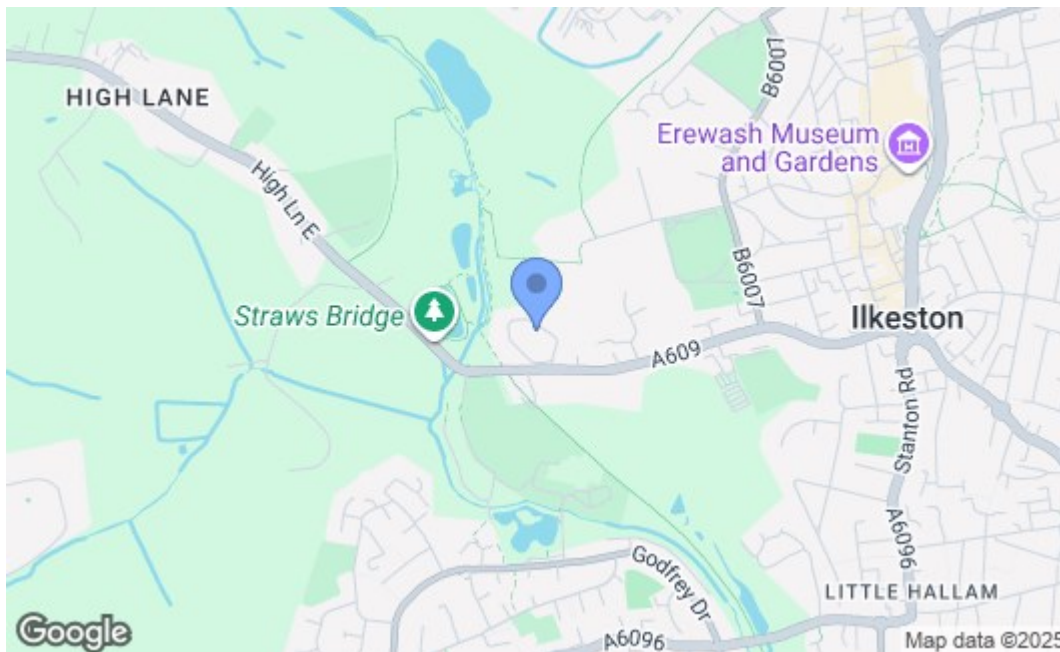 HIGH LANE
B6007
Erewash Museum
and Gardens
High Ln E
B6007
Straws Bridge
Ilkeston
A609
Stanton Rd
A6096
Godfrey Dr
LITTLE HALLAM
A6096
Google
Map data ©2025